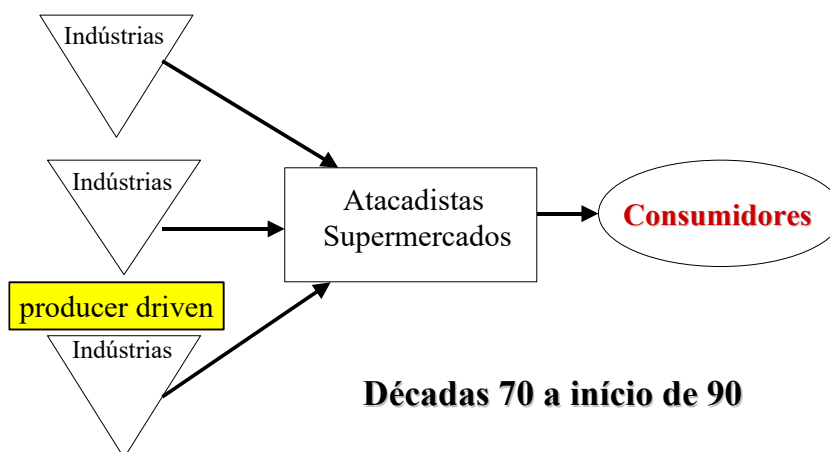 Indústrias
Indústrias
producer driven
Indústrias
Atacadistas
Supermercados
Consumidores
Décadas 70 a início de 90